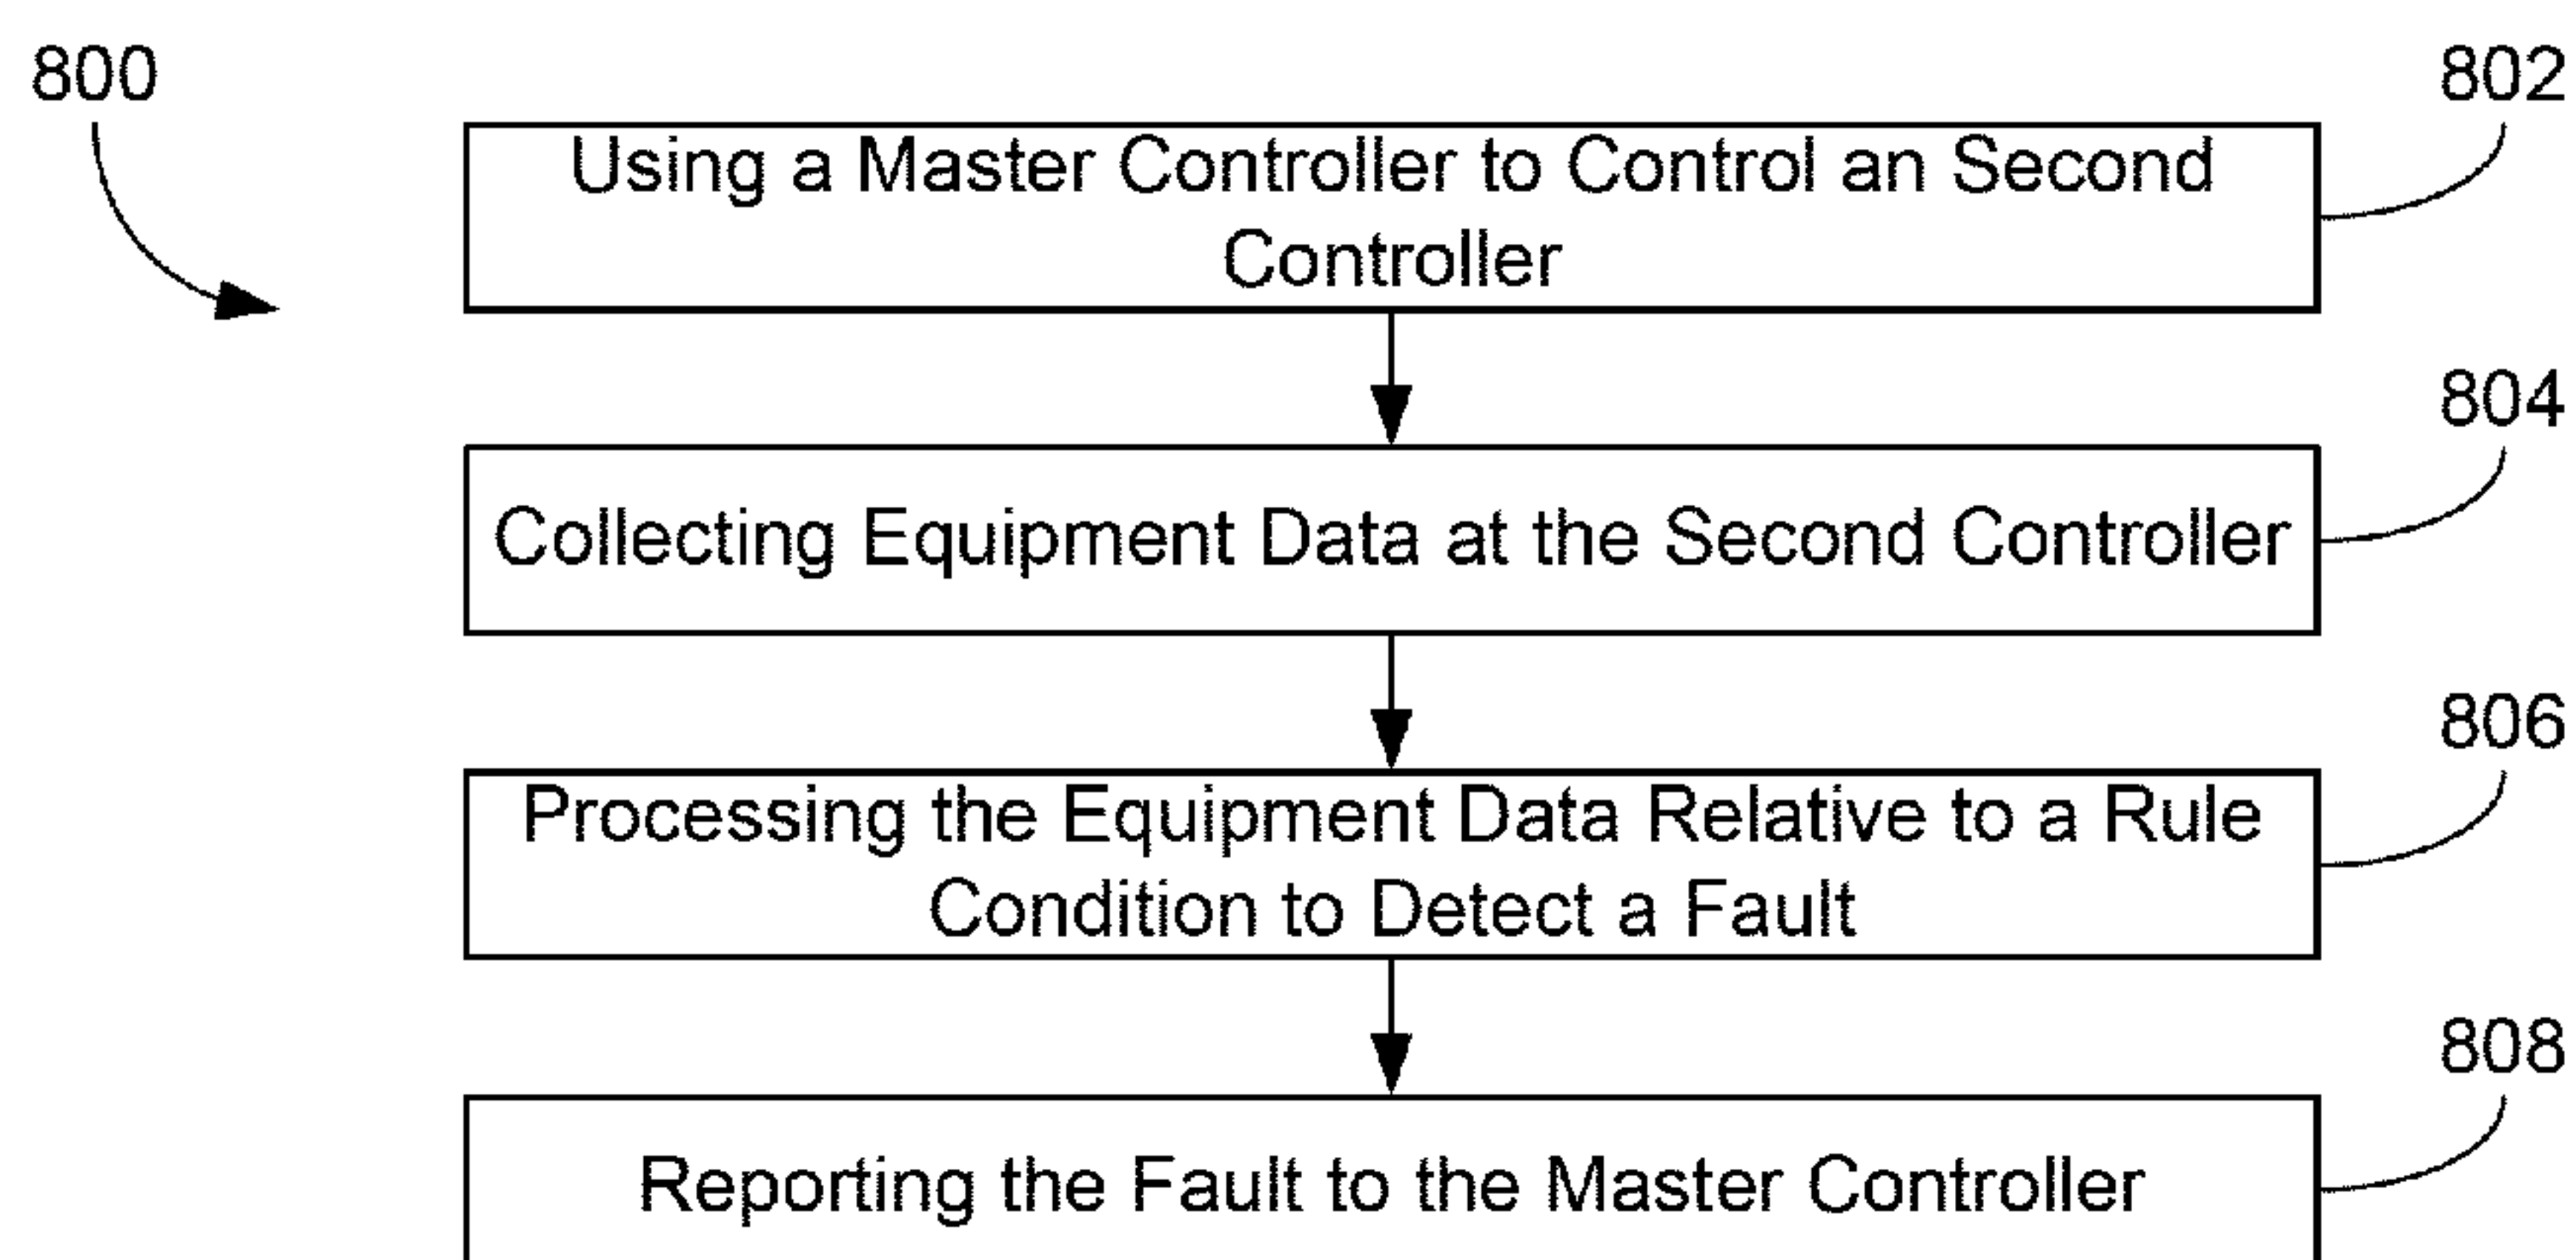 800
802
Using a Master Controller to Control an Second
Controller
804
Collecting Equipment Data at the Second Controller
806
Processing the Equipment Data Relative to a Rule
Condition to Detect a Fault
808
Reporting the Fault to the Master Controller